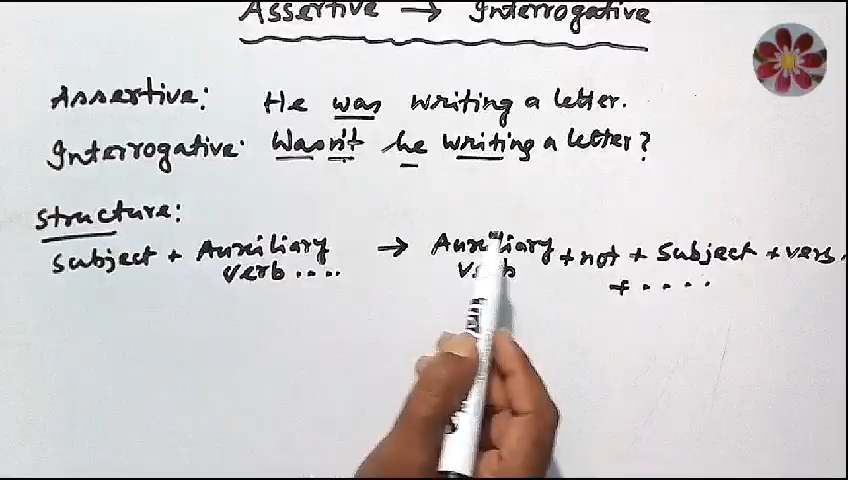 Assertive → Interrogative
Assertive: He was writing a letter.
Interrogative: Wasn't he writing a letter?
Structure:
Subject + Auxiliary verb .... → Auxiliary verb + not + Subject + verb
+ .....